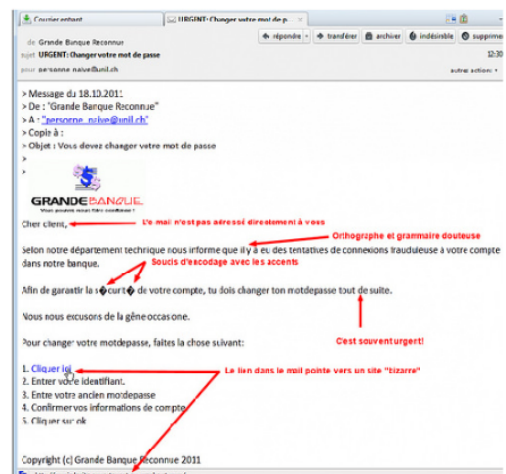 Courrier entrant URGENT: Changer votre mot de p...
répondre transférer archiver indésirable supprime
de Grande Banque Reconnue
sujet URGENT: Changer votre mot de passe 12:30
pour personne_naive@unil.ch autres actions
> Message du 18.10.2011
> De : "Grande Banque Reconnue"
> A : "personne_naive@unil.ch"
> Copie à :
> Objet : Vous devez changer votre mot de passe
>
>
GRANDEBANQUE
Cher client,
Le mail n'est pas adressé directement à vous
Orthographe et grammaire douteuse
Selon notre département technique nous informe que il y a eu des tentatives de connexions frauduleuse à votre compte
dans notre banque.
Soucis d'encodage avec les accents
Afin de garantir la s�curit� de votre compte, tu dois changer ton motdepasse tout de suite.
Nous nous excusons de la gêne occasone.
C'est souvent urgent!
Pour changer votre motdepasse, faites la chose suivant:
1. Cliquer ici
Le lien dans le mail pointe vers un site "bizarre"
2. Entrer votre identifiant.
3. Entre votre ancien motdepasse
4. Confirmer vos informations de compte
5. Cliquer sur ok
Copyright (c) Grande Banque Reconnue 2011